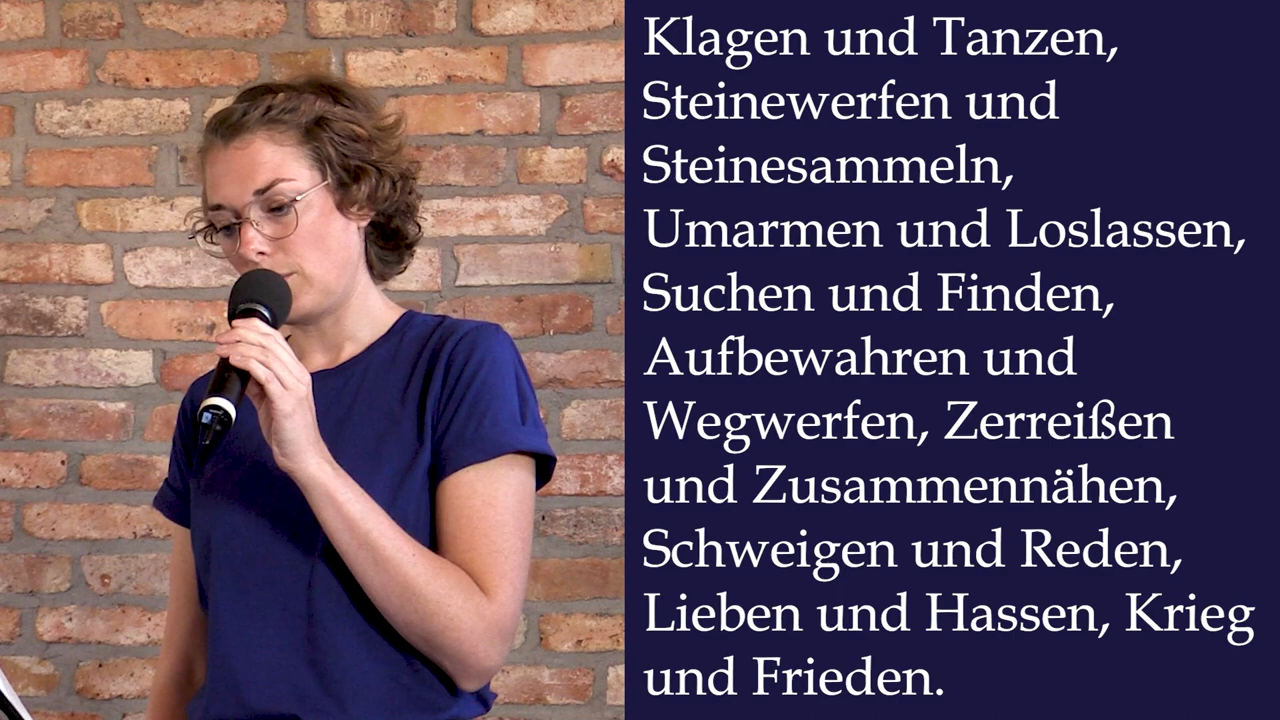 Klagen und Tanzen,
Steinewerfen und
Steinesammeln,
Umarmen und Loslassen,
Suchen und Finden,
Aufbewahren und
Wegwerfen, Zerreißen
und Zusammennähen,
Schweigen und Reden,
Lieben und Hassen, Krieg
und Frieden.